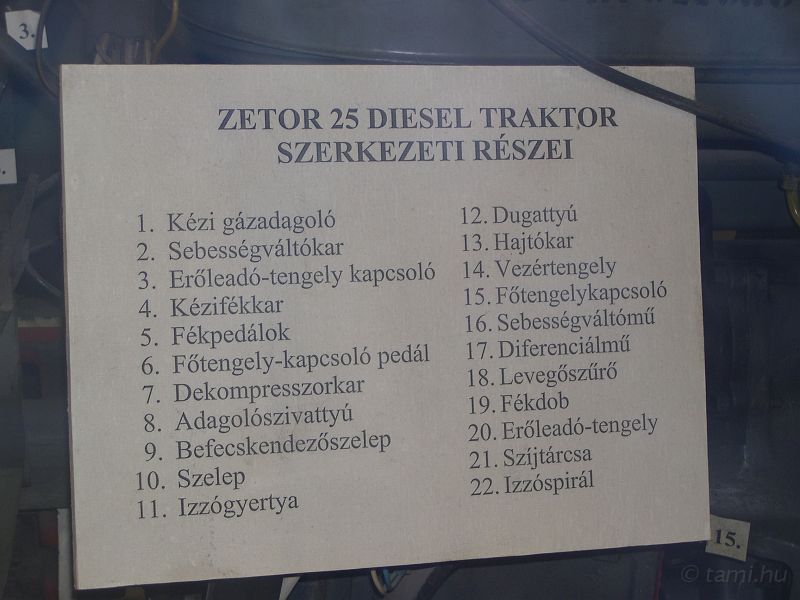 3.
ZETOR 25 DIESEL TRAKTOR
SZERKEZETI RÉSZEI
1. Kézi gázadagoló
2. Sebességváltókar
3. Erőleadó-tengely kapcsoló
4. Kézifékkar
5. Fékpedálok
6. Főtengely-kapcsoló pedál
7. Dekompresszorkar
8. Adagolószivattyú
9. Befecskendezőszelep
10. Szelep
11. Izzógyertya
12. Dugattyú
13. Hajtókar
14. Vezértengely
15. Főtengelykapcsoló
16. Sebességváltómű
17. Diferenciálmű
18. Levegőszűrő
19. Fékdob
20. Erőleadó-tengely
21. Szíjtárcsa
22. Izzóspirál
15.
© tami.hu